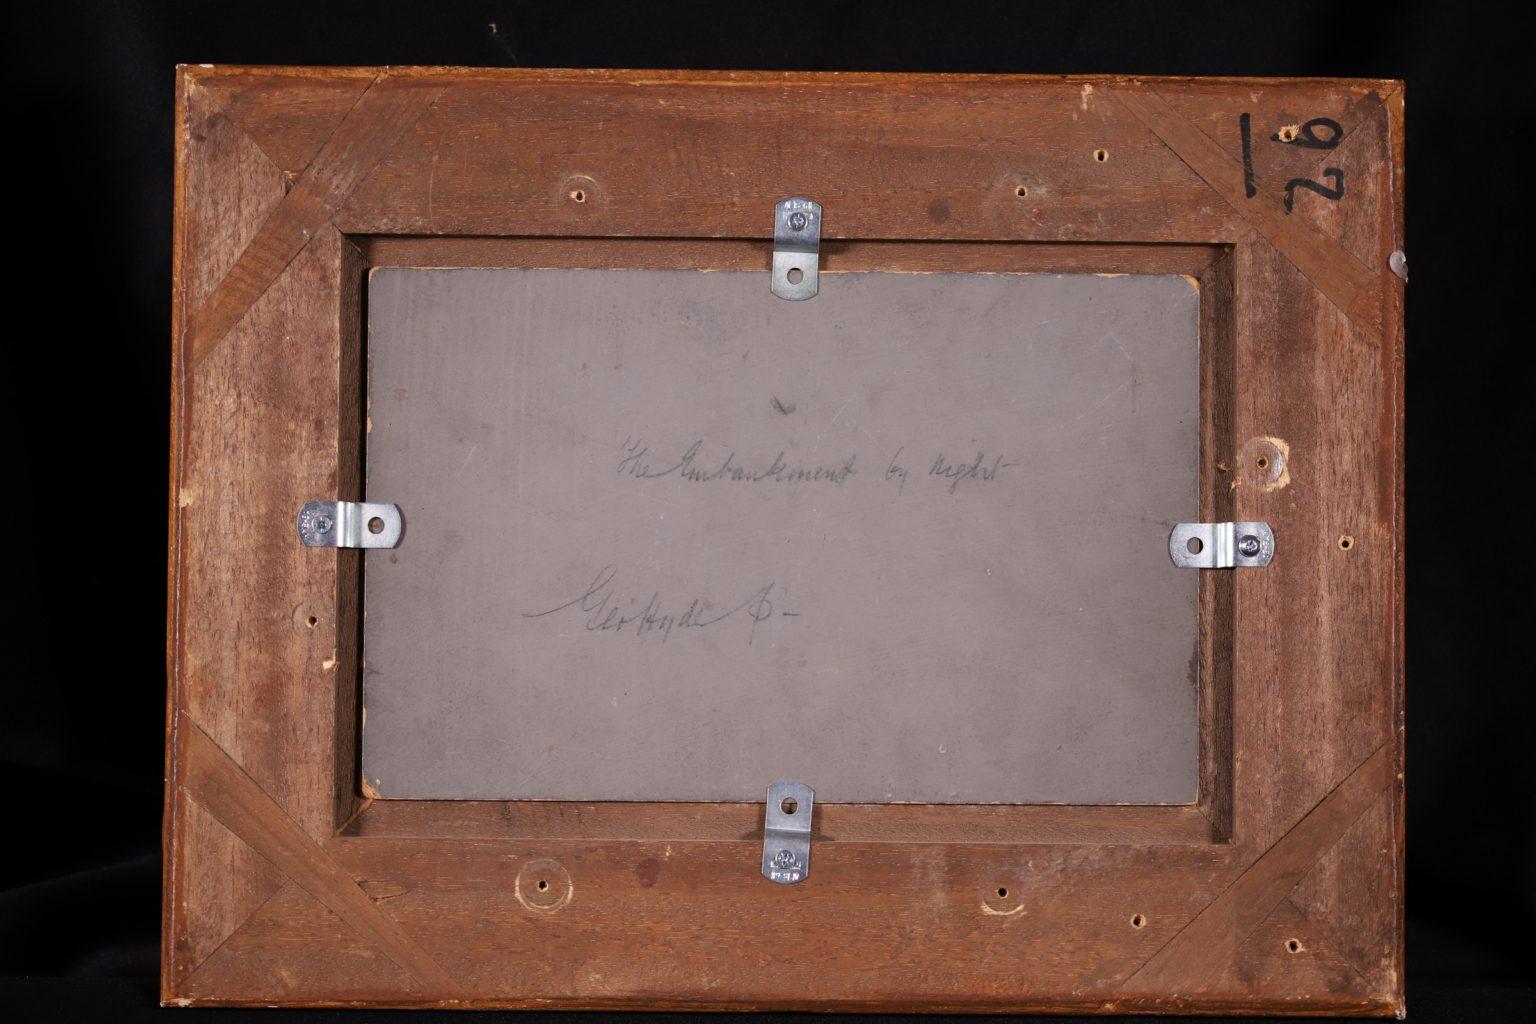 The Embankment by Night
Geo Hyde
26